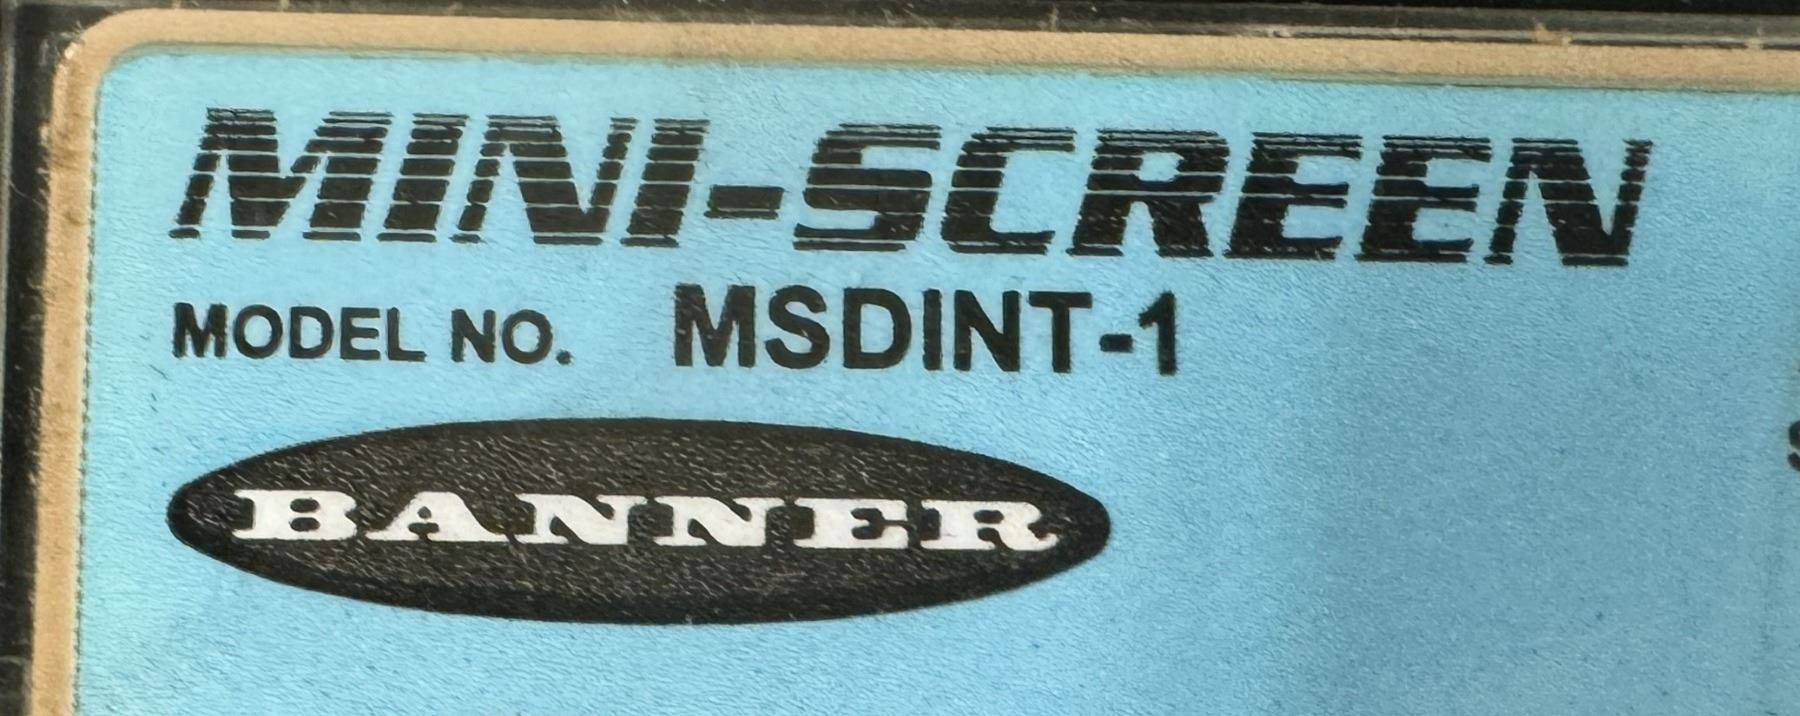 MINI-SCREEN
MODEL NO. MSDINT-1
BANNER